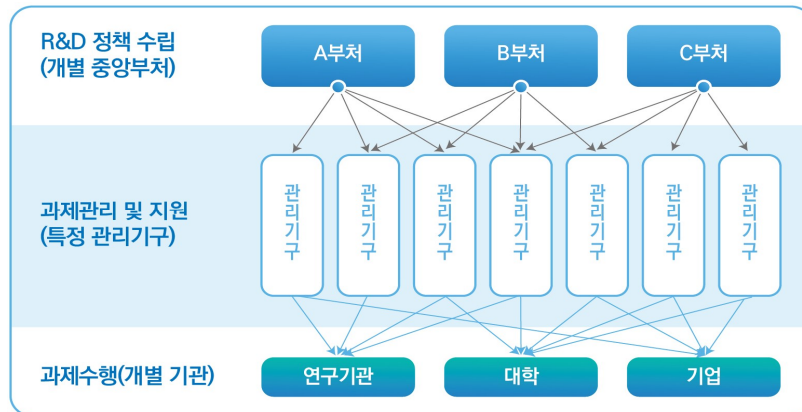 R&D 정책 수립
(개별 중앙부처)
A부처
B부처
C부처
과제관리 및 지원
(특정 관리기구)
관리기구
관리기구
관리기구
관리기구
관리기구
관리기구
관리기구
과제수행(개별 기관)
연구기관
대학
기업